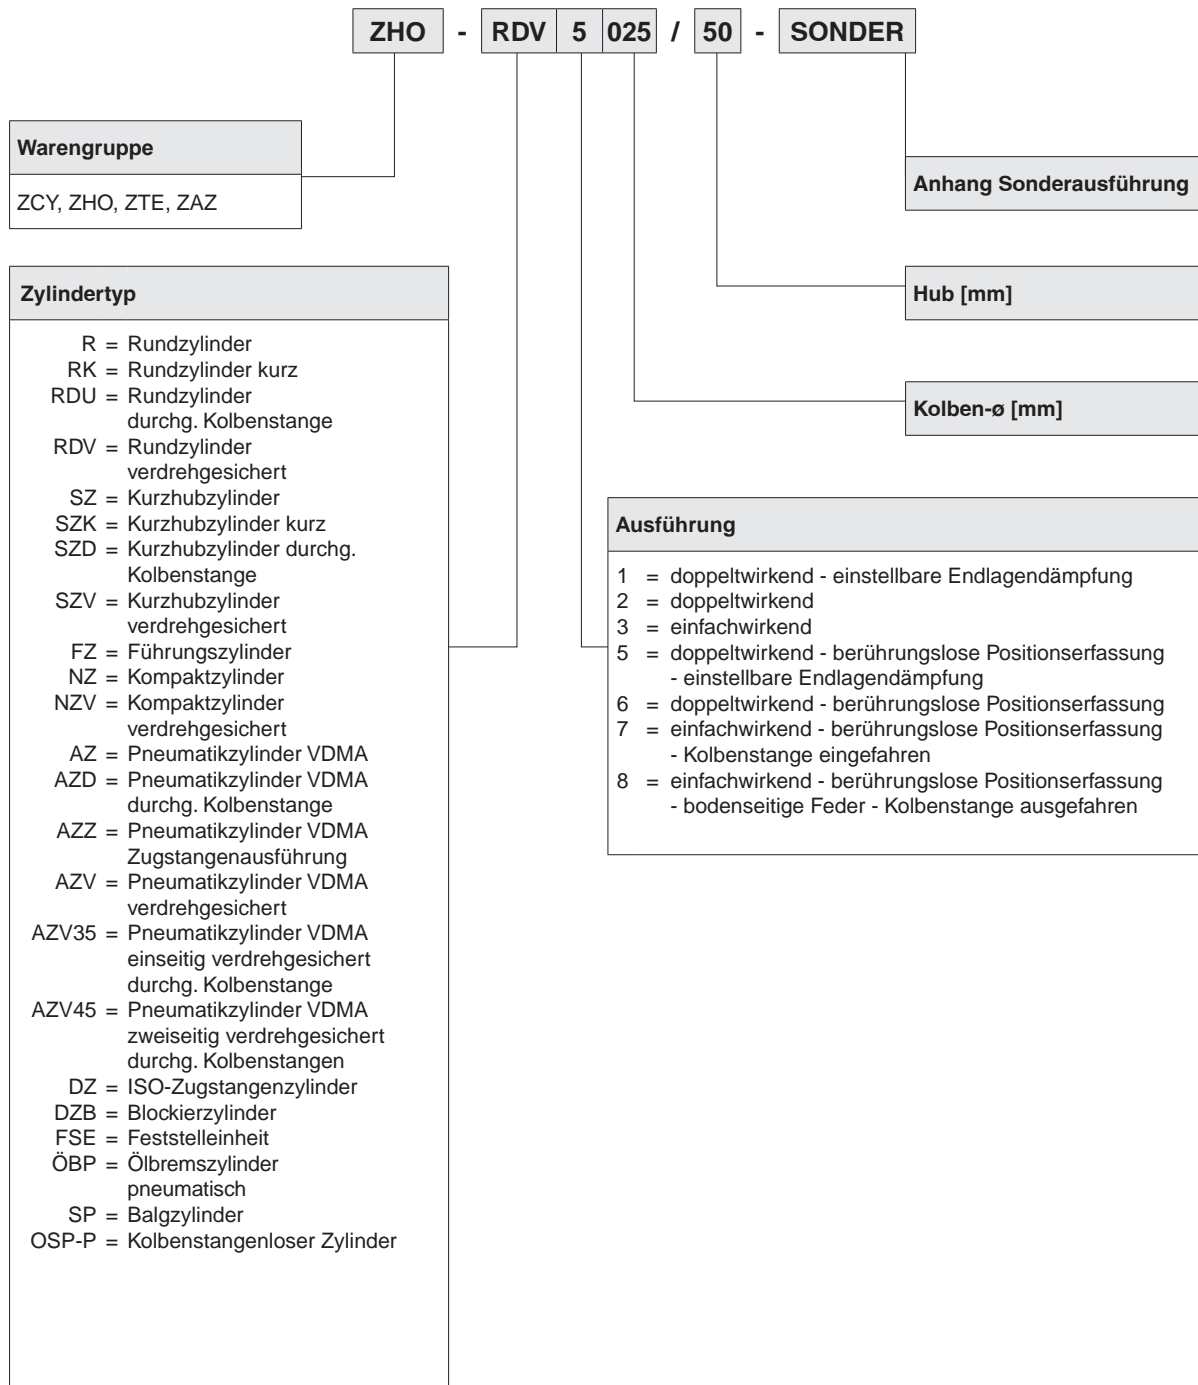 ZHO - RDV 5 025 / 50 - SONDER
Warengruppe
ZCY, ZHO, ZTE, ZAZ
Zylindertyp
R = Rundzylinder
RK = Rundzylinder kurz
RDU = Rundzylinder
durchg. Kolbenstange
RDV = Rundzylinder
verdrehgesichert
SZ = Kurzhubzylinder
SZK = Kurzhubzylinder kurz
SZD = Kurzhubzylinder durchg.
Kolbenstange
SZV = Kurzhubzylinder
verdrehgesichert
FZ = Führungszylinder
NZ = Kompaktzylinder
NZV = Kompaktzylinder
verdrehgesichert
AZ = Pneumatikzylinder VDMA
AZD = Pneumatikzylinder VDMA
durchg. Kolbenstange
AZZ = Pneumatikzylinder VDMA
Zugstangenausführung
AZV = Pneumatikzylinder VDMA
verdrehgesichert
AZV35 = Pneumatikzylinder VDMA
einseitig verdrehgesichert
durchg. Kolbenstange
AZV45 = Pneumatikzylinder VDMA
zweiseitig verdrehgesichert
durchg. Kolbenstangen
DZ = ISO-Zugstangenzylinder
DZB = Blockierzylinder
FSE = Feststelleinheit
ÖBP = Ölbremszylinder
pneumatisch
SP = Balgzylinder
OSP-P = Kolbenstangenloser Zylinder
Anhang Sonderausführung
Hub [mm]
Kolben-ø [mm]
Ausführung
1 = doppeltwirkend - einstellbare Endlagendämpfung
2 = doppeltwirkend
3 = einfachwirkend
5 = doppeltwirkend - berührungslose Positionserfassung
- einstellbare Endlagendämpfung
6 = doppeltwirkend - berührungslose Positionserfassung
7 = einfachwirkend - berührungslose Positionserfassung
- Kolbenstange eingefahren
8 = einfachwirkend - berührungslose Positionserfassung
- bodenseitige Feder - Kolbenstange ausgefahren